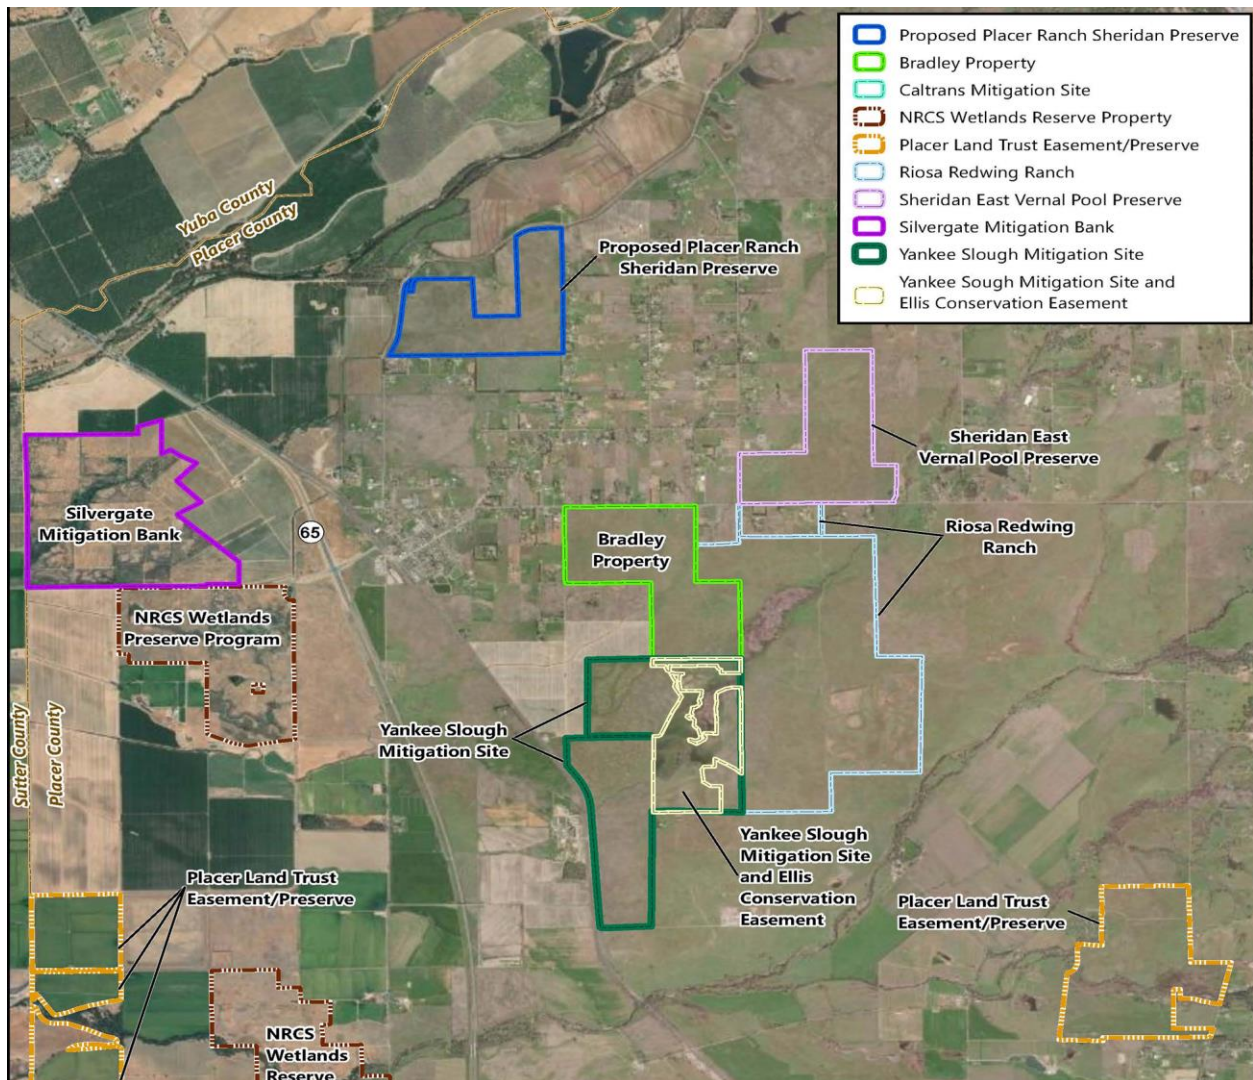 Proposed Placer Ranch Sheridan Preserve
Bradley Property
Caltrans Mitigation Site
NRCS Wetlands Reserve Property
Placer Land Trust Easement/Preserve
Riosa Redwing Ranch
Sheridan East Vernal Pool Preserve
Silvergate Mitigation Bank
Yankee Slough Mitigation Site
Yankee Sough Mitigation Site and
Ellis Conservation Easement
Yuba County
Placer County
Proposed Placer Ranch
Sheridan Preserve
Sheridan East
Vernal Pool Preserve
Silvergate
Mitigation Bank
65
Bradley
Property
Riosa Redwing
Ranch
NRCS Wetlands
Preserve Program
Sutter County
Placer County
Yankee Slough
Mitigation Site
Yankee Slough
Mitigation Site
and Ellis
Conservation
Easement
Placer Land Trust
Easement/Preserve
Placer Land Trust
Easement/Preserve
NRCS
Wetlands
Reserve